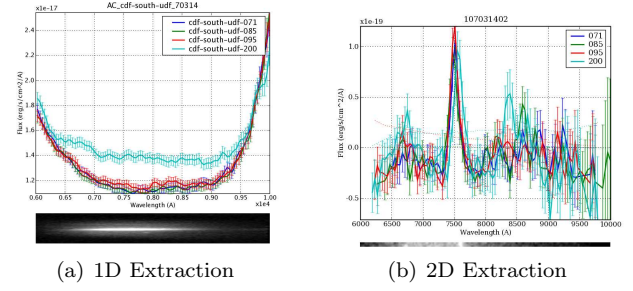 AC_cdf-south-udf_70314
1e−17
cdf-south-udf-071
cdf-south-udf-085
cdf-south-udf-095
cdf-south-udf-200
Flux (erg/s/cm^2/A)
2.4
2.2
2.0
1.8
1.6
1.4
1.2
0.60 0.65 0.70 0.75 0.80 0.85 0.90 0.95 1.00
Wavelength (A)
1e4
(a) 1D Extraction
107031402
1e−19
071
085
095
200
Flux (erg/s/cm^2/A)
1.0
0.5
0.0
−0.5
6000 6500 7000 7500 8000 8500 9000 9500 10000
Wavelength (A)
(b) 2D Extraction